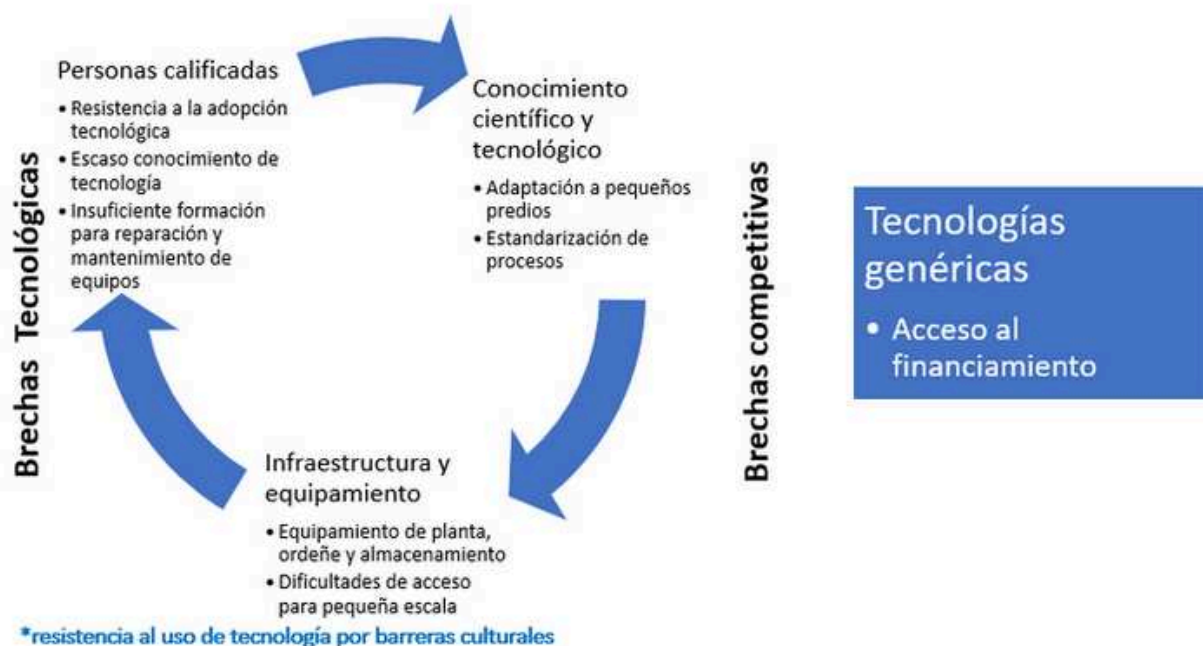 Brechas Tecnológicas
Personas calificadas
• Resistencia a la adopción
tecnológica
• Escaso conocimiento de
tecnología
• Insuficiente formación
para reparación y
mantenimiento de
equipos
Conocimiento
científico y
tecnológico
• Adaptación a pequeños
predios
• Estandarización de
procesos
Infraestructura y
equipamiento
• Equipamiento de planta,
ordeñe y almacenamiento
• Dificultades de acceso
para pequeña escala
*resistencia al uso de tecnología por barreras culturales
Brechas competitivas
Tecnologías
genéricas
• Acceso al
financiamiento